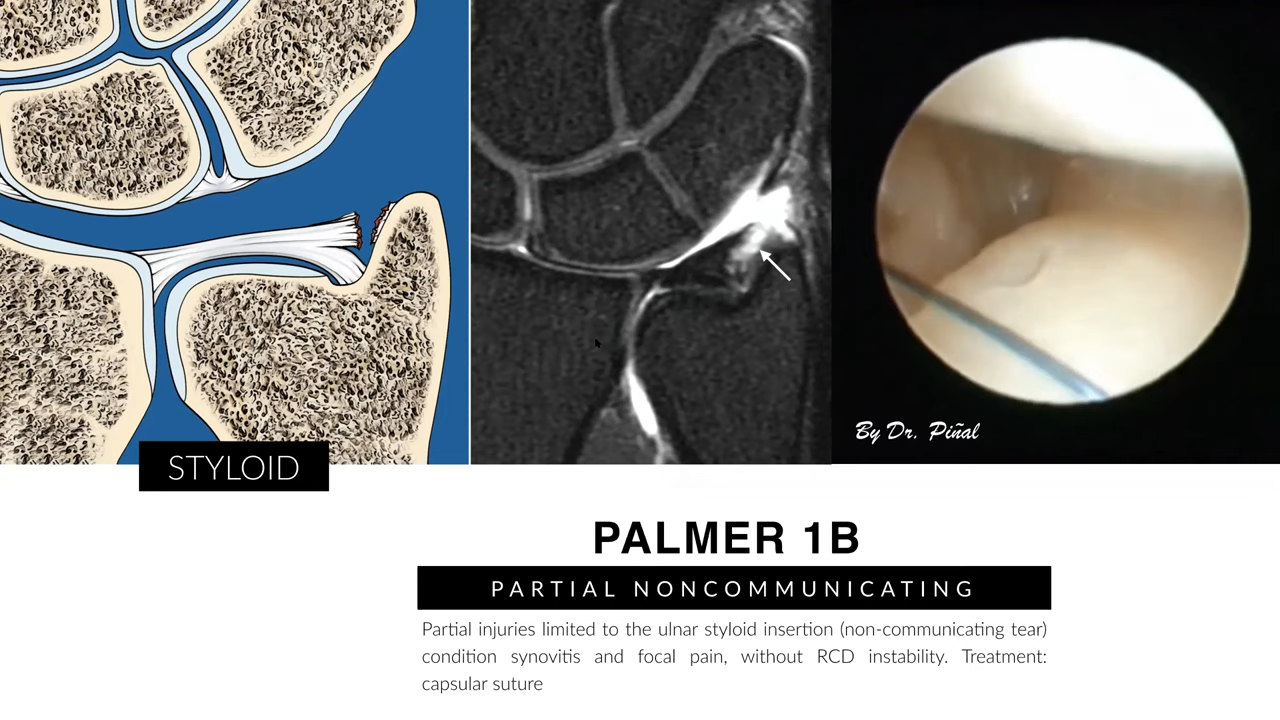 By Dr. Piñal
STYLOID
PALMER 1B
PARTIAL NONCOMMUNICATING
Partial injuries limited to the ulnar styloid insertion (non-communicating tear)
condition synovitis and focal pain, without RCD instability. Treatment:
capsular suture